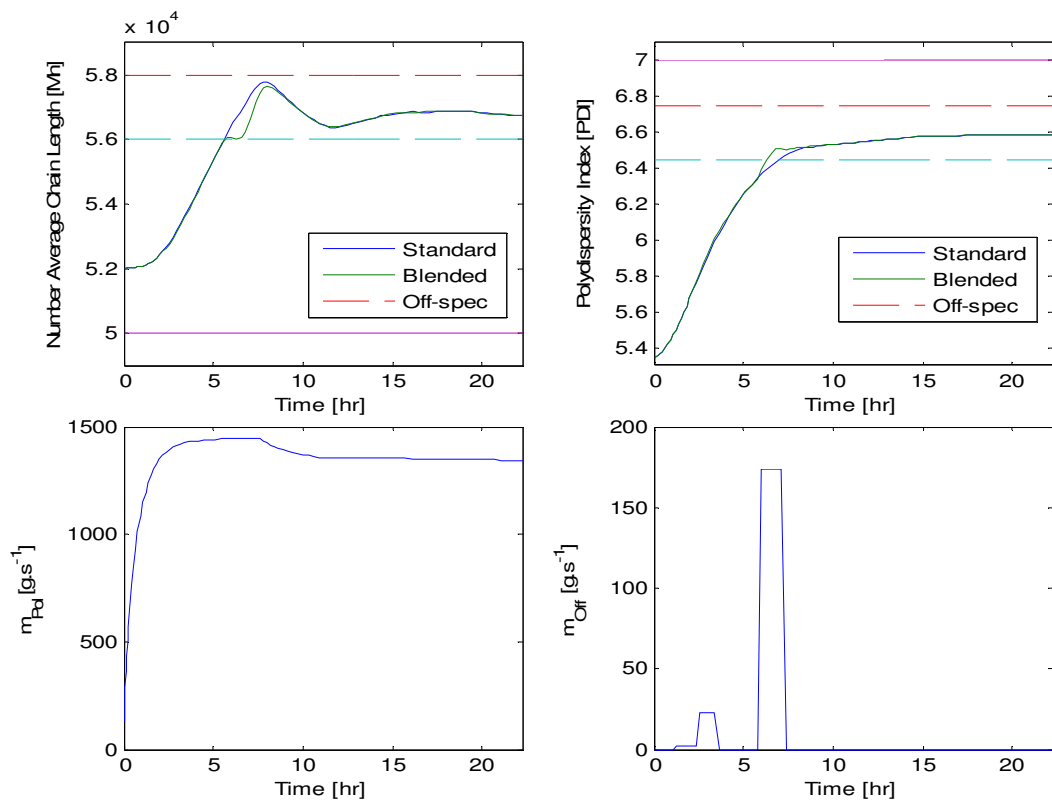 x 10^4
5.8
5.6
5.4
5.2
5
Number Average Chain Length [Mn]
Standard
Blended
Off-spec
0 5 10 15 20
Time [hr]
7
6.8
6.6
6.4
6.2
6
5.8
5.6
5.4
Polydispersity Index [PDI]
Standard
Blended
Off-spec
0 5 10 15 20
Time [hr]
1500
1000
500
0
m_Pol [g.s^-1]
0 5 10 15 20
Time [hr]
200
150
100
50
0
m_Off [g.s^-1]
0 5 10 15 20
Time [hr]